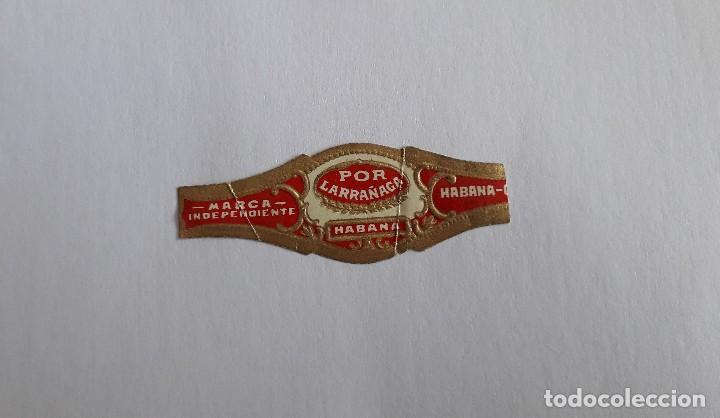 —MARCA—
INDEPENDIENTE
POR
LARRAÑAGA
HABANA
HABANA-C
todocoleccion